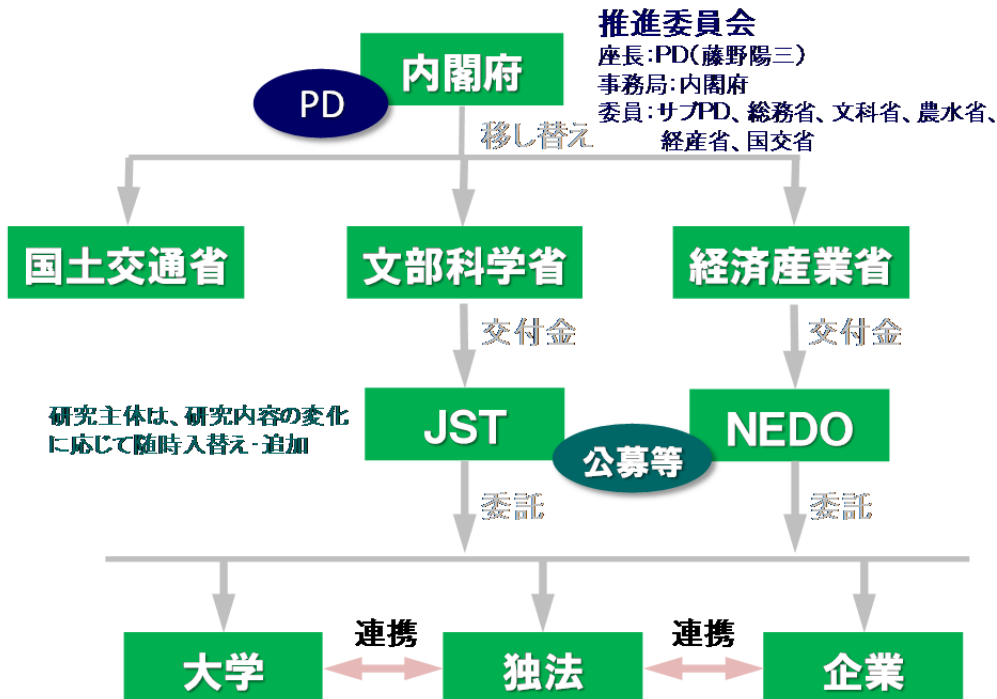 推進委員会
座長:PD(藤野陽三)
事務局:内閣府
委員:サブPD、総務省、文科省、農水省、
経産省、国交省
内閣府
PD
移し替え
国土交通省
文部科学省
経済産業省
交付金
交付金
研究主体は、研究内容の変化
に応じて随時入替え・追加
JST
NEDO
公募等
委託
委託
大学
連携
独法
連携
企業